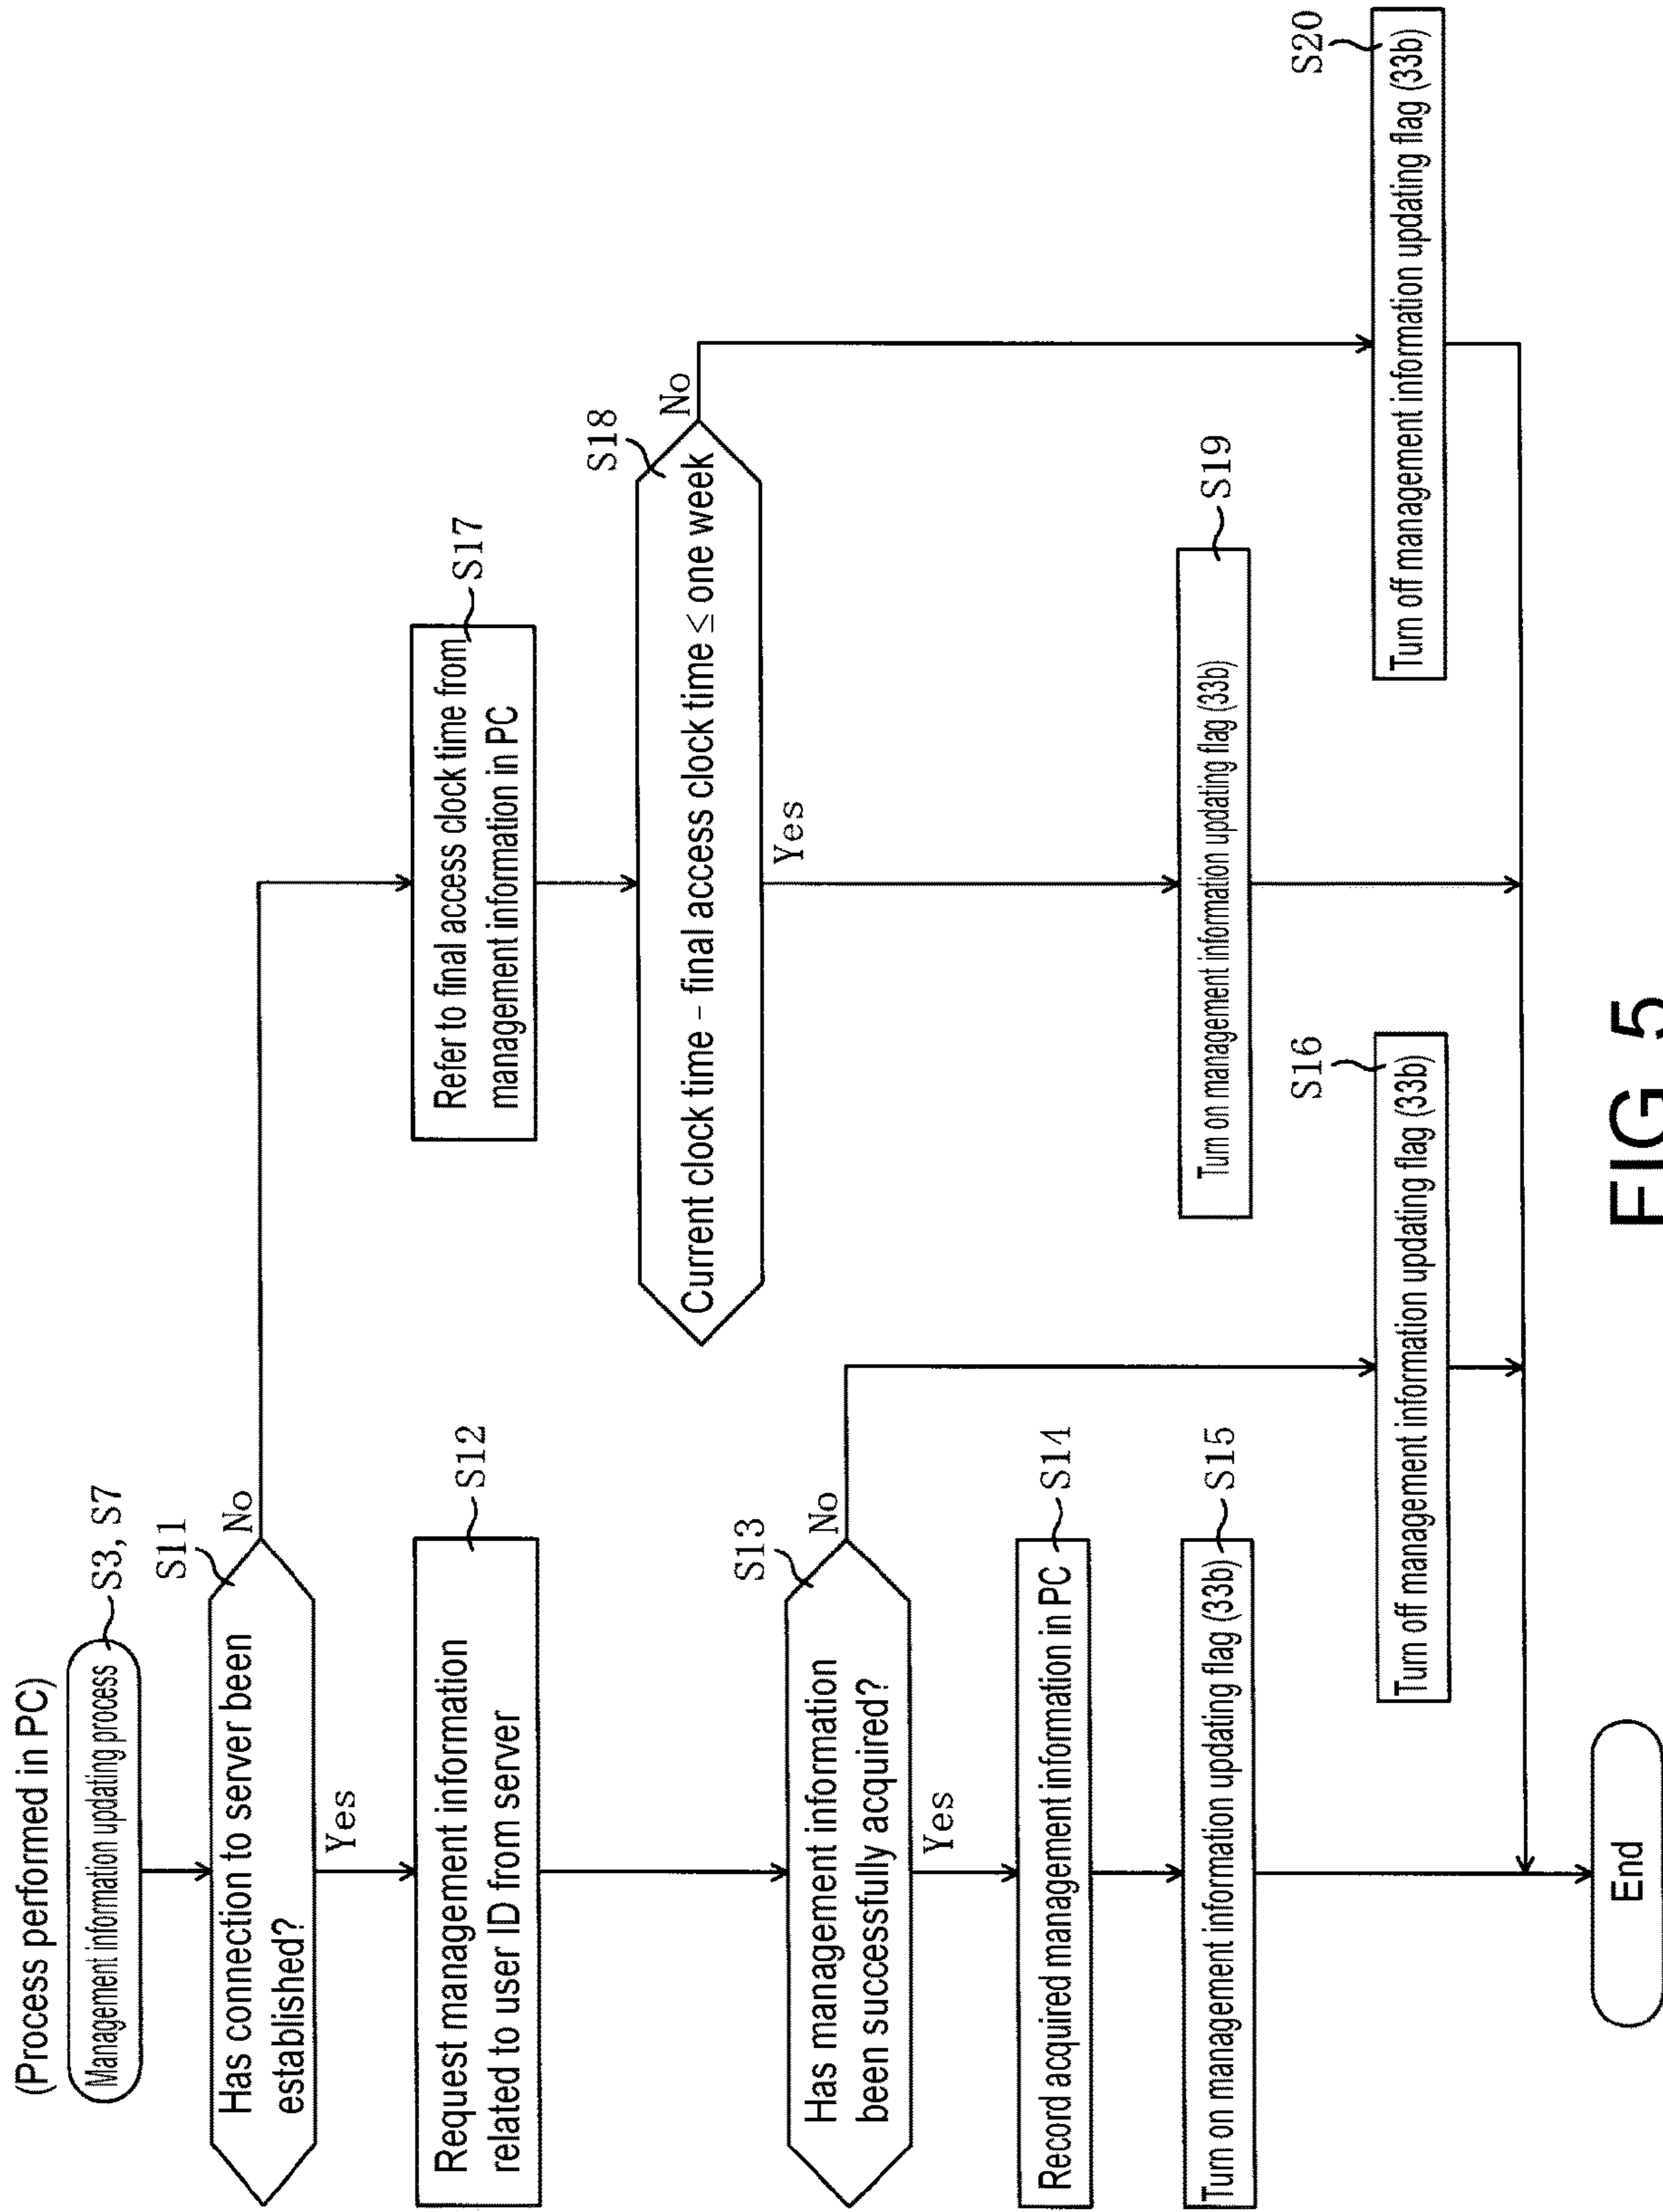 (Process performed in PC)
Management information updating process
S3, S7
S11
Has connection to server been
established?
No
Yes
S12
Request management information
related to user ID from server
S13
Has management information
been successfully acquired?
No
Yes
S14
Record acquired management information in PC
S15
Turn on management information updating flag (33b)
S16
Turn off management information updating flag (33b)
S17
Refer to final access clock time from
management information in PC
S18
Current clock time – final access clock time ≤ one week
No
Yes
S19
Turn on management information updating flag (33b)
S20
Turn off management information updating flag (33b)
End
FIG. 5